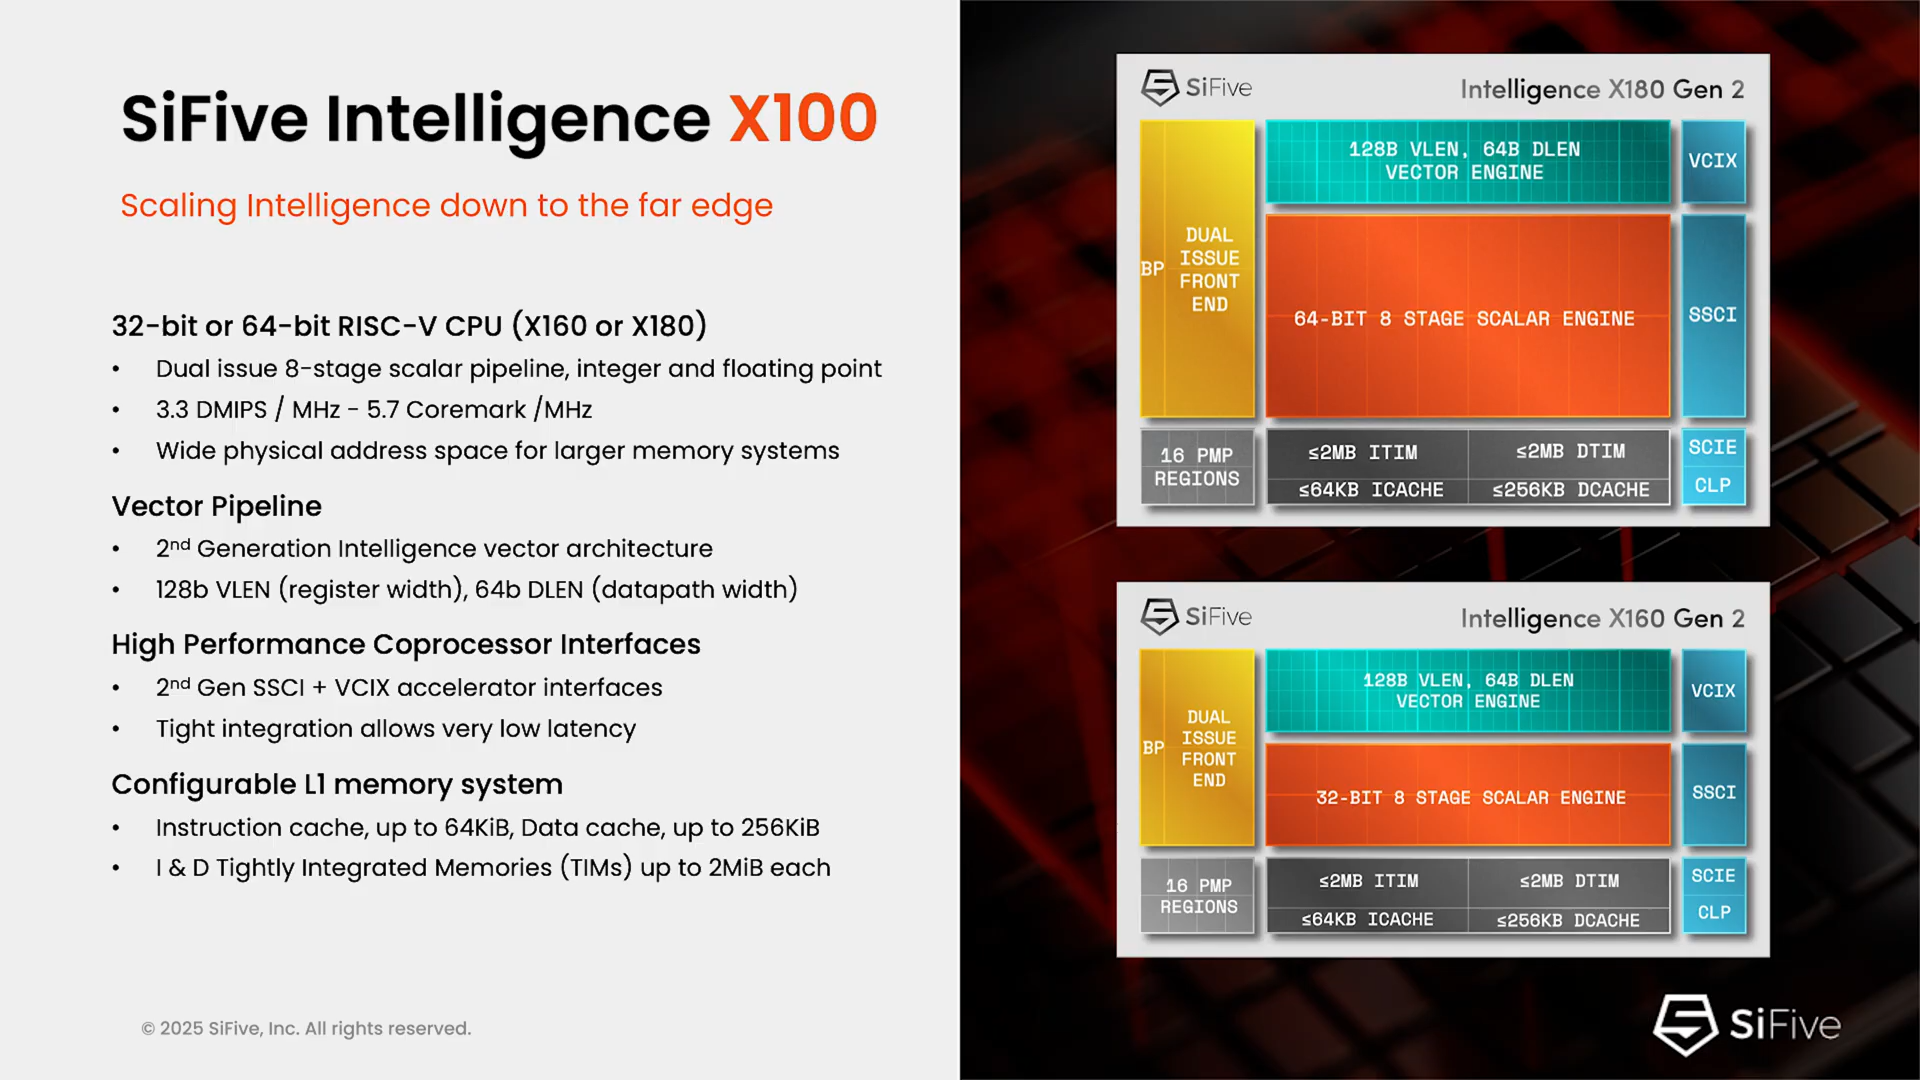 SiFive Intelligence X100
Scaling Intelligence down to the far edge
32-bit or 64-bit RISC-V CPU (X160 or X180)
• Dual issue 8-stage scalar pipeline, integer and floating point
• 3.3 DMIPS / MHz - 5.7 Coremark /MHz
• Wide physical address space for larger memory systems
Vector Pipeline
• 2nd Generation Intelligence vector architecture
• 128b VLEN (register width), 64b DLEN (datapath width)
High Performance Coprocessor Interfaces
• 2nd Gen SSCI + VCIX accelerator interfaces
• Tight integration allows very low latency
Configurable L1 memory system
• Instruction cache, up to 64KiB, Data cache, up to 256KiB
• I & D Tightly Integrated Memories (TIMs) up to 2MiB each
© 2025 SiFive, Inc. All rights reserved.
SiFive
Intelligence X180 Gen 2
BP
DUAL
ISSUE
FRONT
END
128B VLEN, 64B DLEN
VECTOR ENGINE
VCIX
64-BIT 8 STAGE SCALAR ENGINE
SSCI
16 PMP
REGIONS
≤2MB ITIM
≤2MB DTIM
≤64KB ICACHE
≤256KB DCACHE
SCIE
CLP
SiFive
Intelligence X160 Gen 2
BP
DUAL
ISSUE
FRONT
END
128B VLEN, 64B DLEN
VECTOR ENGINE
VCIX
32-BIT 8 STAGE SCALAR ENGINE
SSCI
16 PMP
REGIONS
≤2MB ITIM
≤2MB DTIM
≤64KB ICACHE
≤256KB DCACHE
SCIE
CLP
SiFive